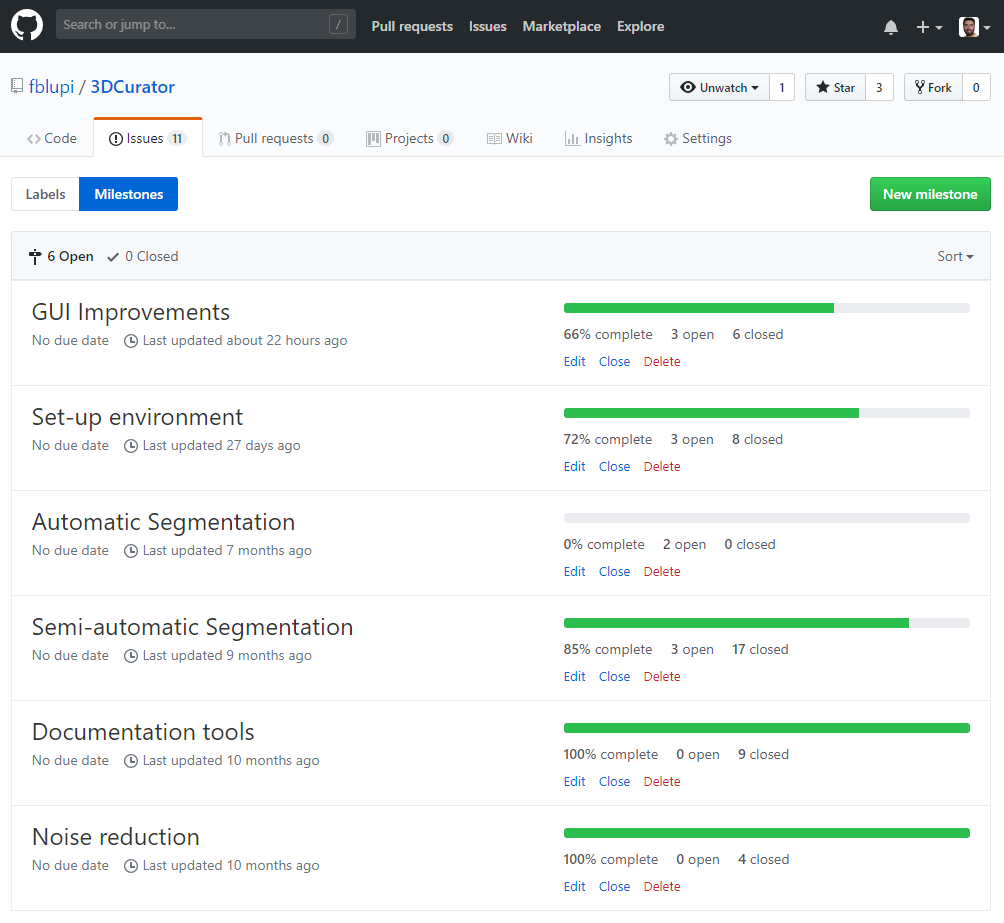 Search or jump to... / Pull requests Issues Marketplace Explore
fblupi / 3DCurator Unwatch 1 Star 3 Fork 0
Code Issues 11 Pull requests 0 Projects 0 Wiki Insights Settings
Labels Milestones New milestone
6 Open 0 Closed Sort
GUI Improvements
No due date Last updated about 22 hours ago
66% complete 3 open 6 closed
Edit Close Delete
Set-up environment
No due date Last updated 27 days ago
72% complete 3 open 8 closed
Edit Close Delete
Automatic Segmentation
No due date Last updated 7 months ago
0% complete 2 open 0 closed
Edit Close Delete
Semi-automatic Segmentation
No due date Last updated 9 months ago
85% complete 3 open 17 closed
Edit Close Delete
Documentation tools
No due date Last updated 10 months ago
100% complete 0 open 9 closed
Edit Close Delete
Noise reduction
No due date Last updated 10 months ago
100% complete 0 open 4 closed
Edit Close Delete